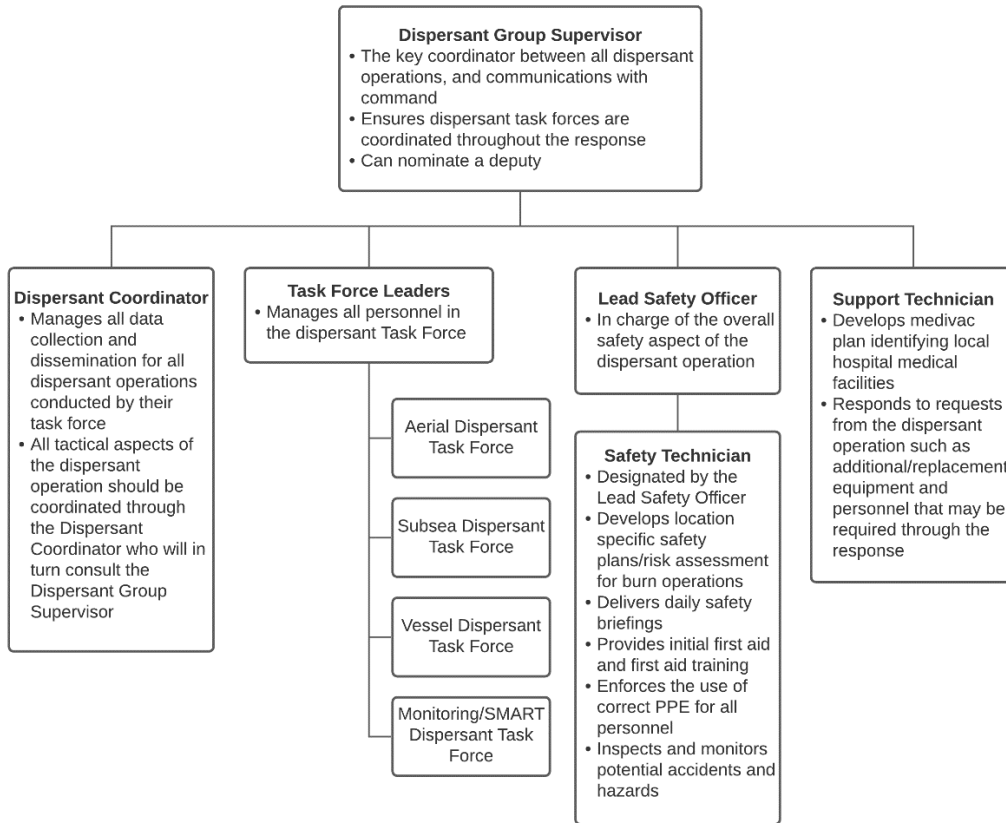 Dispersant Group Supervisor
• The key coordinator between all dispersant
operations, and communications with
command
• Ensures dispersant task forces are
coordinated throughout the response
• Can nominate a deputy
Dispersant Coordinator
• Manages all data
collection and
dissemination for all
dispersant operations
conducted by their
task force
• All tactical aspects of
the dispersant
operation should be
coordinated through
the Dispersant
Coordinator who will in
turn consult the
Dispersant Group
Supervisor
Task Force Leaders
• Manages all personnel in
the dispersant Task Force
Aerial Dispersant
Task Force
Subsea Dispersant
Task Force
Vessel Dispersant
Task Force
Monitoring/SMART
Dispersant Task
Force
Lead Safety Officer
• In charge of the overall
safety aspect of the
dispersant operation
Safety Technician
• Designated by the
Lead Safety Officer
• Develops location
specific safety
plans/risk assessment
for burn operations
• Delivers daily safety
briefings
• Provides initial first aid
and first aid training
• Enforces the use of
correct PPE for all
personnel
• Inspects and monitors
potential accidents and
hazards
Support Technician
• Develops medivac
plan identifying local
hospital medical
facilities
• Responds to requests
from the dispersant
operation such as
additional/replacement
equipment and
personnel that may be
required through the
response